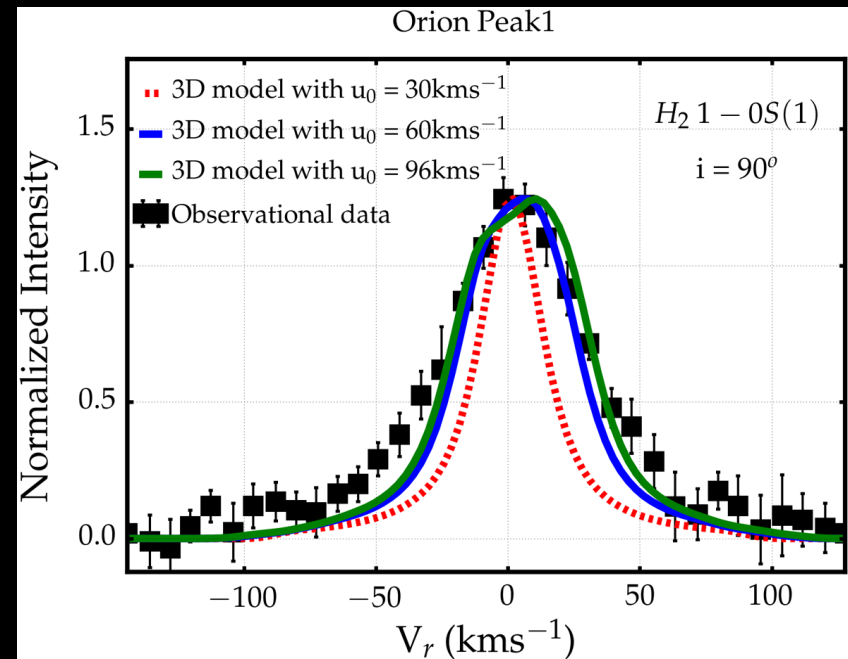 Orion Peak1
3D model with u₀ = 30kms⁻¹
3D model with u₀ = 60kms⁻¹
3D model with u₀ = 96kms⁻¹
Observational data
H₂ 1 − 0S(1)
i = 90ᵒ
Normalized Intensity
1.5
1.0
0.5
0.0
−100 −50 0 50 100
Vᵣ (kms⁻¹)